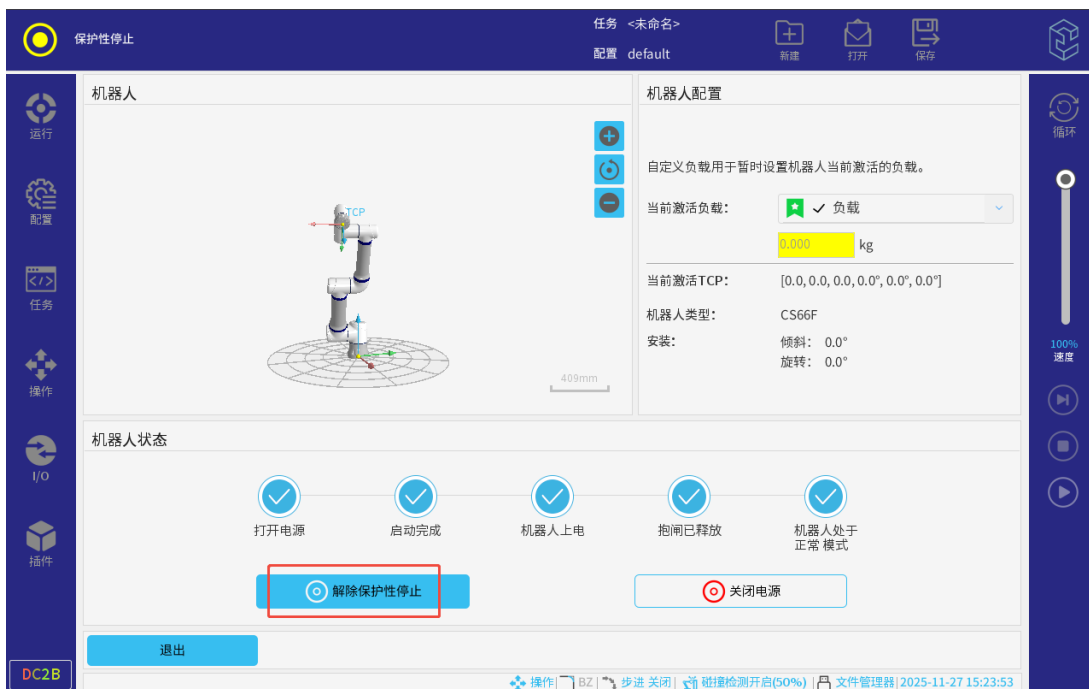 保护性停止
任务 <未命名>
配置 default
新建 打开 保存
运行
配置
任务
操作
I/O
插件
DC2B
机器人
TCP
409mm
机器人配置
自定义负载用于暂时设置机器人当前激活的负载。
当前激活负载: 负载
0.000 kg
当前激活TCP: [0.0, 0.0, 0.0, 0.0°, 0.0°, 0.0°]
机器人类型: CS66F
安装: 倾斜: 0.0°
旋转: 0.0°
循环
100%
速度
机器人状态
打开电源 启动完成 机器人上电 抱闸已释放 机器人处于
正常 模式
解除保护性停止 关闭电源
退出
操作| BZ | 步进 关闭| 碰撞检测开启(50%) | 文件管理器| 2025-11-27 15:23:53